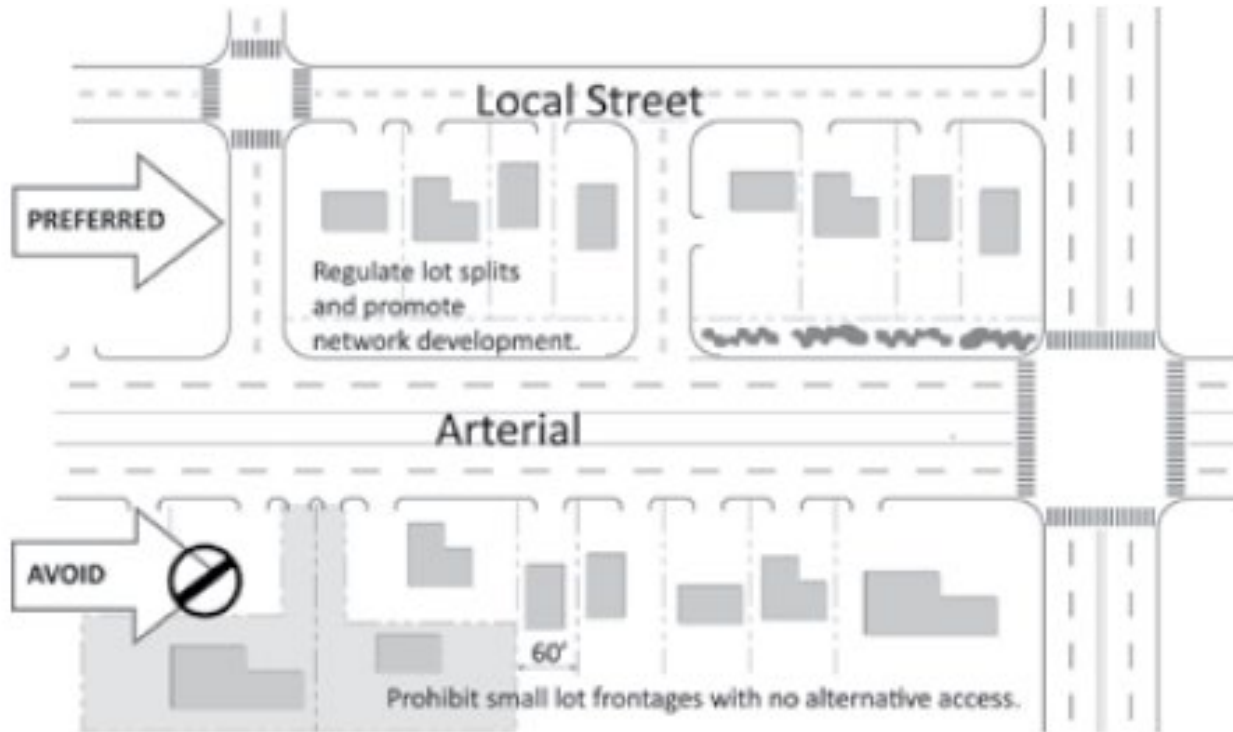 Local Street
PREFERRED
Regulate lot splits
and promote
network development.
Arterial
AVOID
60'
Prohibit small lot frontages with no alternative access.